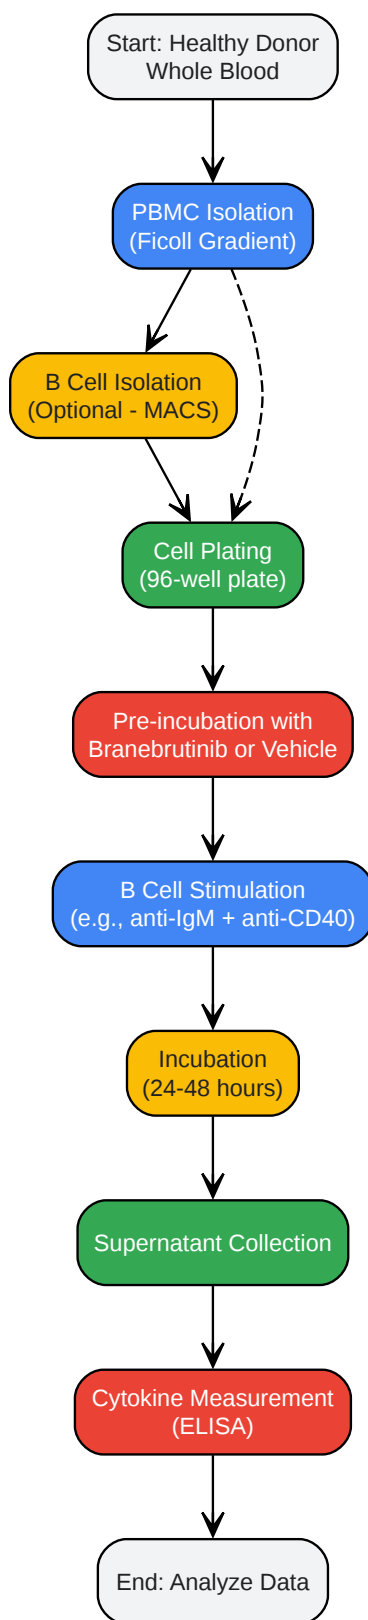 Start: Healthy Donor
Whole Blood
PBMC Isolation
(Ficoll Gradient)
B Cell Isolation
(Optional - MACS)
Cell Plating
(96-well plate)
Pre-incubation with
Branebrutinib or Vehicle
B Cell Stimulation
(e.g., anti-IgM + anti-CD40)
Incubation
(24-48 hours)
Supernatant Collection
Cytokine Measurement
(ELISA)
End: Analyze Data